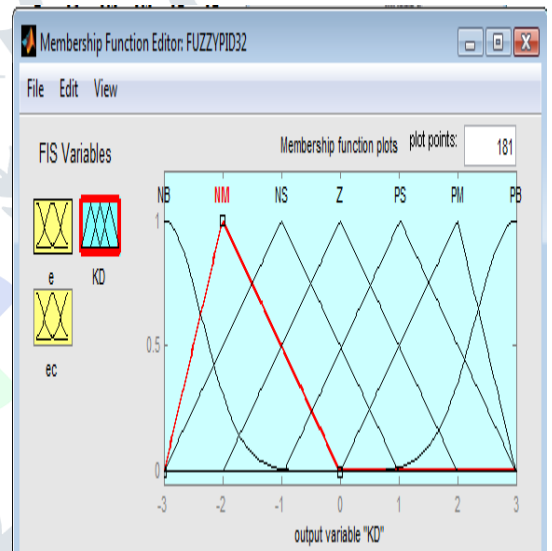 Membership Function Editor: FUZZYPID32
File Edit View
FIS Variables
Membership function plots plot points: 181
NB NM NS Z PS PM PB
e KD
ec
1
0.5
0
-3 -2 -1 0 1 2 3
output variable "KD"